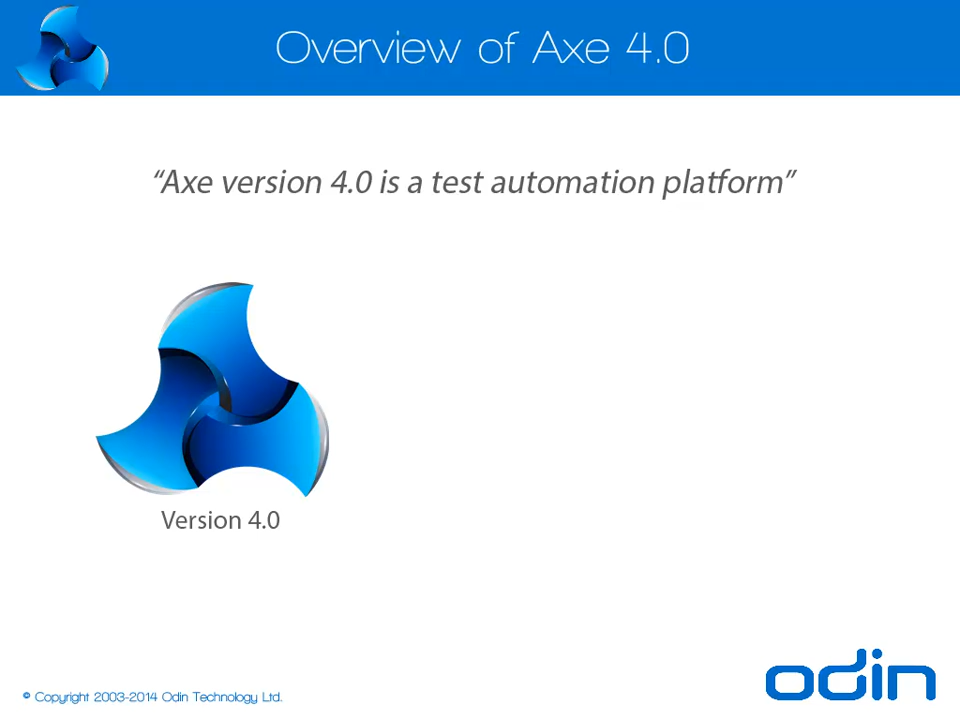 Overview of Axe 4.0
“Axe version 4.0 is a test automation platform”
Version 4.0
© Copyright 2003-2014 Odin Technology Ltd.
odin